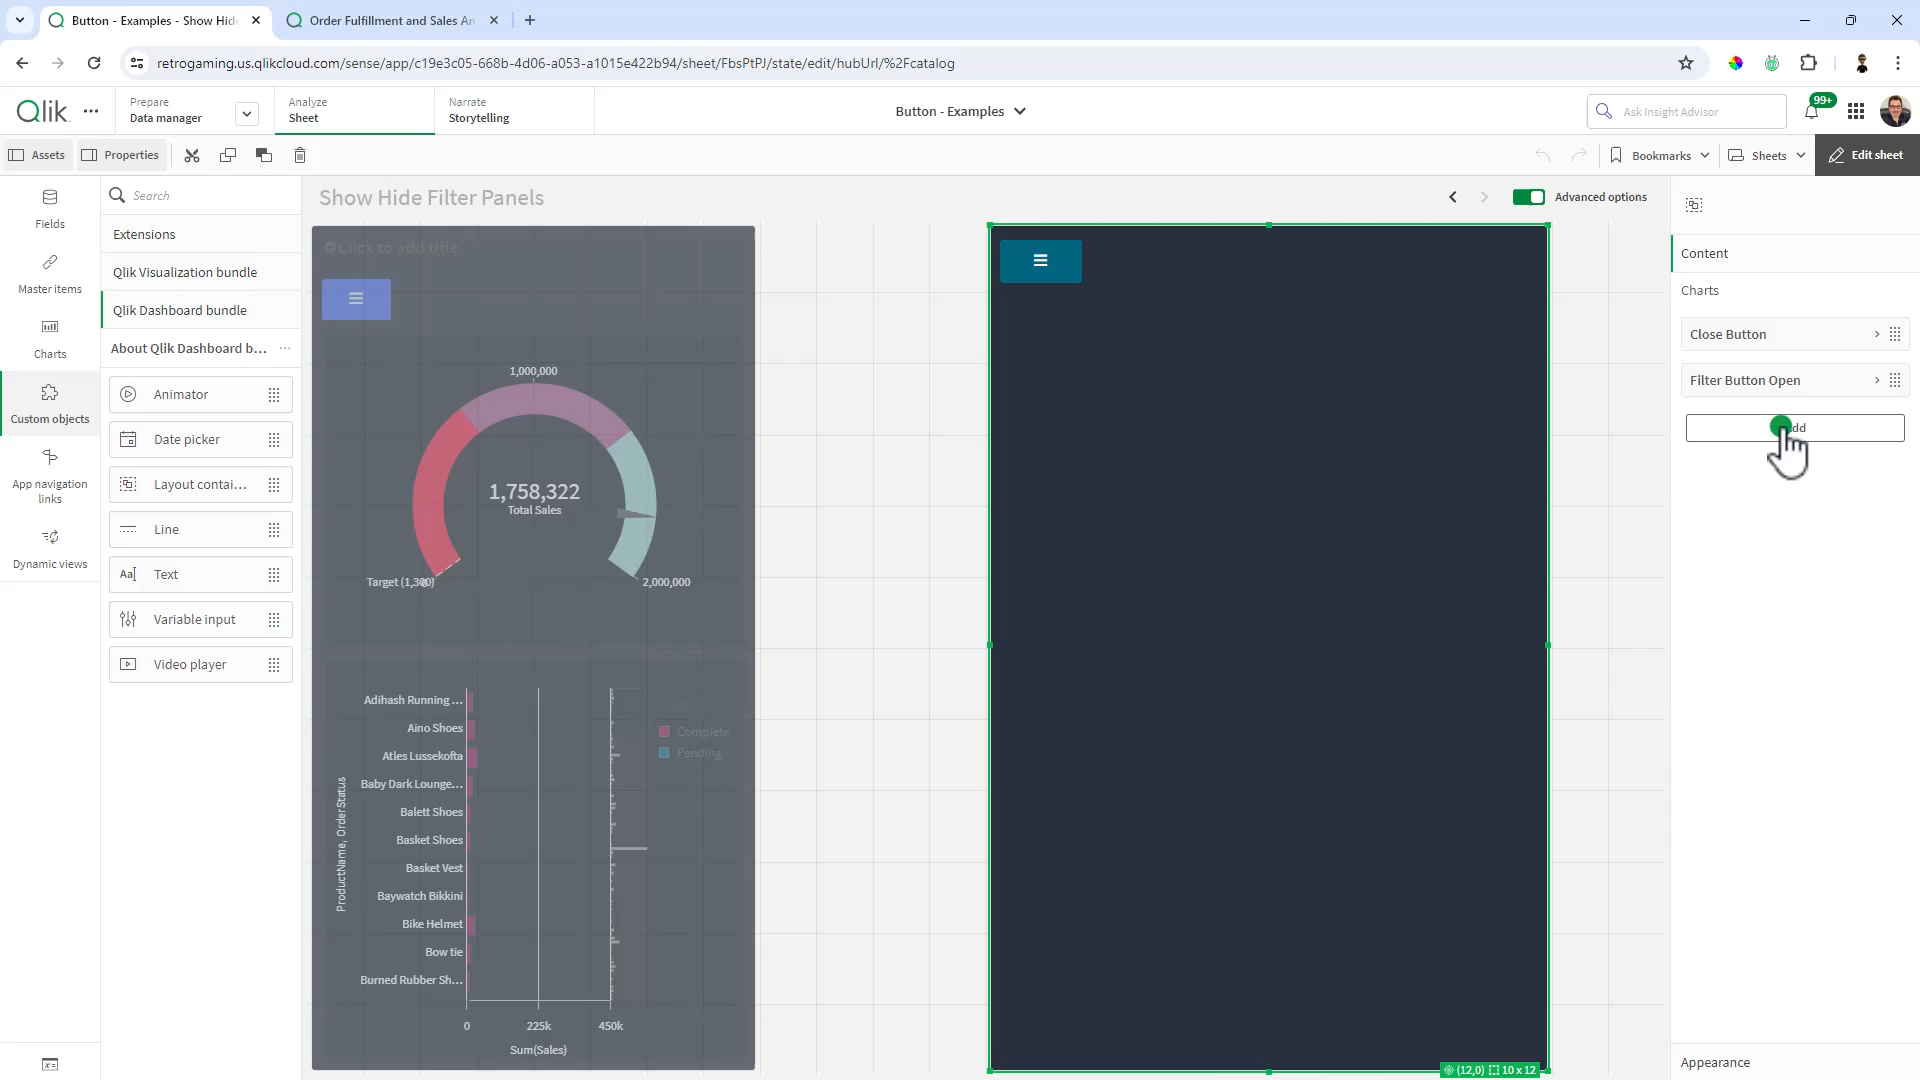 Button - Examples - Show Hide
Order Fulfillment and Sales An
retrogaming.us.qlikcloud.com/sense/app/c19e3c05-668b-4d06-a053-a1015e422b94/sheet/FbsPtPJ/state/edit/hubUrl/%2Fcatalog
Qlik
Prepare
Data manager
Analyze
Sheet
Narrate
Storytelling
Button - Examples
Ask Insight Advisor
99+
Assets
Properties
Bookmarks
Sheets
Edit sheet
Fields
Master items
Charts
Custom objects
App navigation
links
Dynamic views
Search
Extensions
Qlik Visualization bundle
Qlik Dashboard bundle
About Qlik Dashboard b...
Animator
Date picker
Layout contai...
Line
Text
Variable input
Video player
Show Hide Filter Panels
Advanced options
Click to add title
1,000,000
1,758,322
Total Sales
Target (1,300)
2,000,000
ProductName, OrderStatus
Adihash Running ...
Aino Shoes
Atles Lussekofta
Baby Dark Lounge...
Balett Shoes
Basket Shoes
Basket Vest
Baywatch Bikkini
Bike Helmet
Bow tie
Burned Rubber Sh...
0
225k
450k
Sum(Sales)
Complete
Pending
(12,0) 10 x 12
Content
Charts
Close Button
Filter Button Open
Appearance